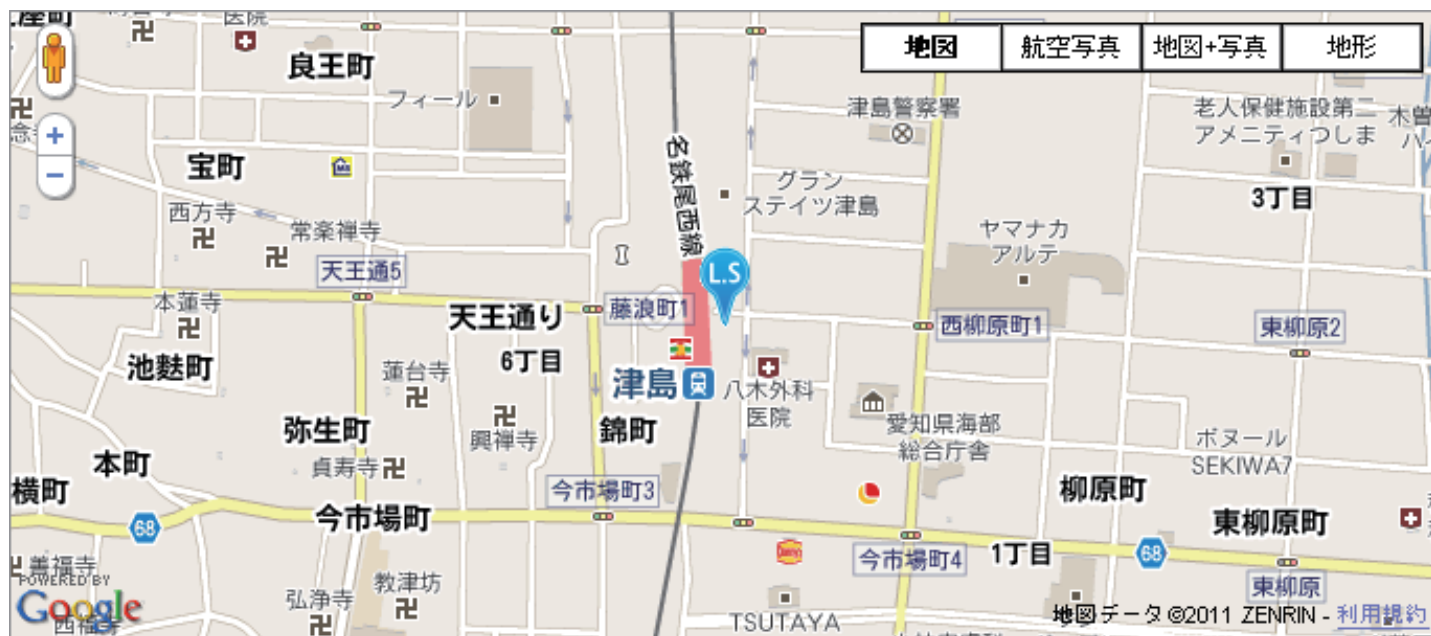 医院
良王町
地図
航空写真
地図+写真
地形
フィール
津島警察署
老人保健施設第二
アメニティつしま
宝町
名鉄尾西線
グラン
ステイツ津島
3丁目
西方寺
常楽禅寺
ヤマナカ
アルテ
天王通5
L.S
本蓮寺
天王通り
藤浪町1
西柳原町1
東柳原2
6丁目
池麩町
蓮台寺
津島
八木外科
医院
弥生町
興禅寺
錦町
愛知県海部
総合庁舎
ボヌール
SEKIWA7
本町
貞寿寺
横町
今市場町3
柳原町
68
今市場町
東柳原町
今市場町4
1丁目
68
善福寺
東柳原
POWERED BY
Google
教津坊
弘浄寺
西福寺
TSUTAYA
地図データ ©2011 ZENRIN - 利用規約